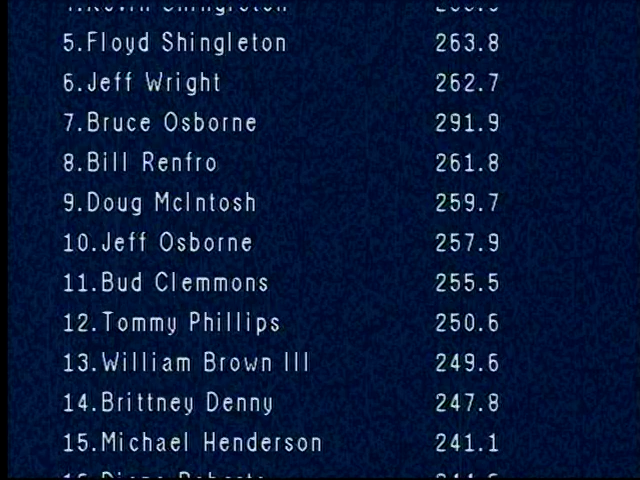 5.Floyd Shingleton 263.8
6.Jeff Wright 262.7
7.Bruce Osborne 291.9
8.Bill Renfro 261.8
9.Doug McIntosh 259.7
10.Jeff Osborne 257.9
11.Bud Clemmons 255.5
12.Tommy Phillips 250.6
13.William Brown III 249.6
14.Brittney Denny 247.8
15.Michael Henderson 241.1